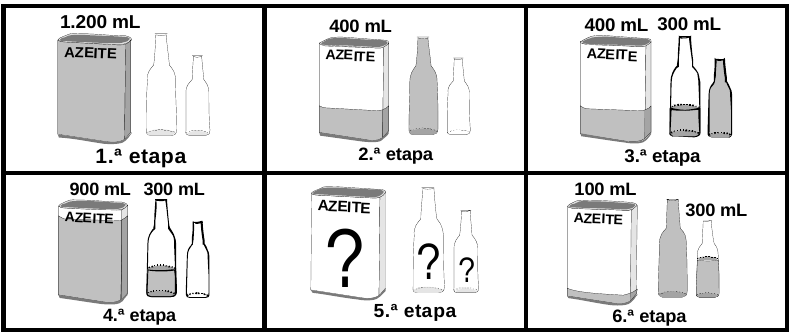 1.200 mL
AZEITE
1.ª etapa
400 mL
AZEITE
2.ª etapa
400 mL 300 mL
AZEITE
3.ª etapa
900 mL 300 mL
AZEITE
4.ª etapa
AZEITE
? ? ?
5.ª etapa
100 mL
300 mL
AZEITE
6.ª etapa